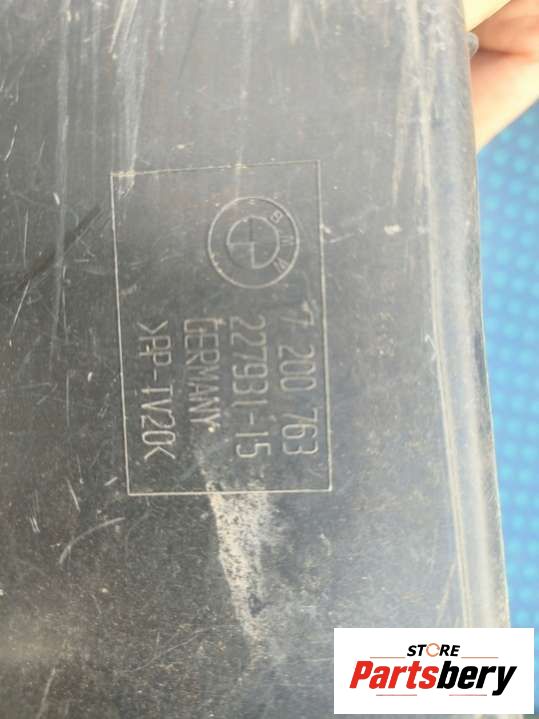 BMW
7 200 763
227931-15
GERMANY
>PP-TV20<
STORE
Partsbery